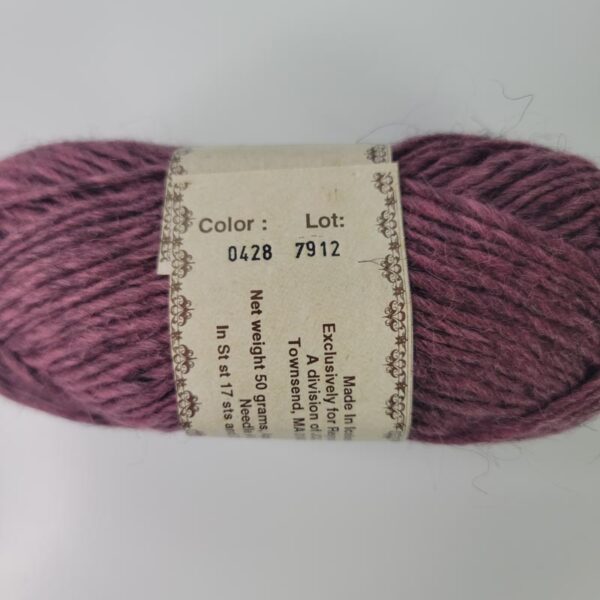 Color : Lot:
0428 7912
Made In
Exclusively for
A division of
Townsend, MA
Net weight 50 grams,
In St st 17 sts